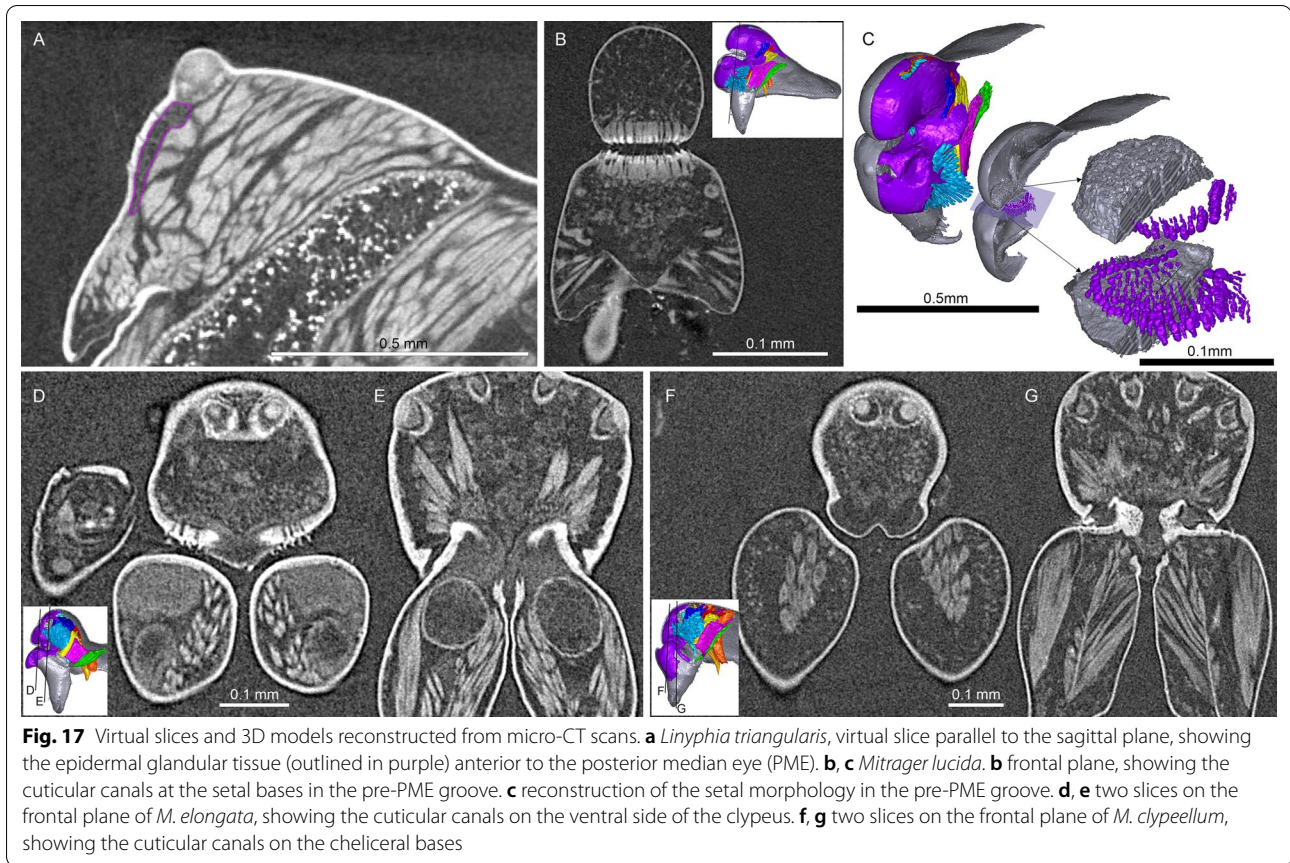 A
B
C
0.5 mm
0.1 mm
0.5mm
0.1mm
D
E
F
G
D
E
0.1 mm
F
G
0.1 mm
Fig. 17 Virtual slices and 3D models reconstructed from micro-CT scans. a Linyphia triangularis, virtual slice parallel to the sagittal plane, showing
the epidermal glandular tissue (outlined in purple) anterior to the posterior median eye (PME). b, c Mitrager lucida. b frontal plane, showing the
cuticular canals at the setal bases in the pre-PME groove. c reconstruction of the setal morphology in the pre-PME groove. d, e two slices on the
frontal plane of M. elongata, showing the cuticular canals on the ventral side of the clypeus. f, g two slices on the frontal plane of M. clypeellum,
showing the cuticular canals on the cheliceral bases